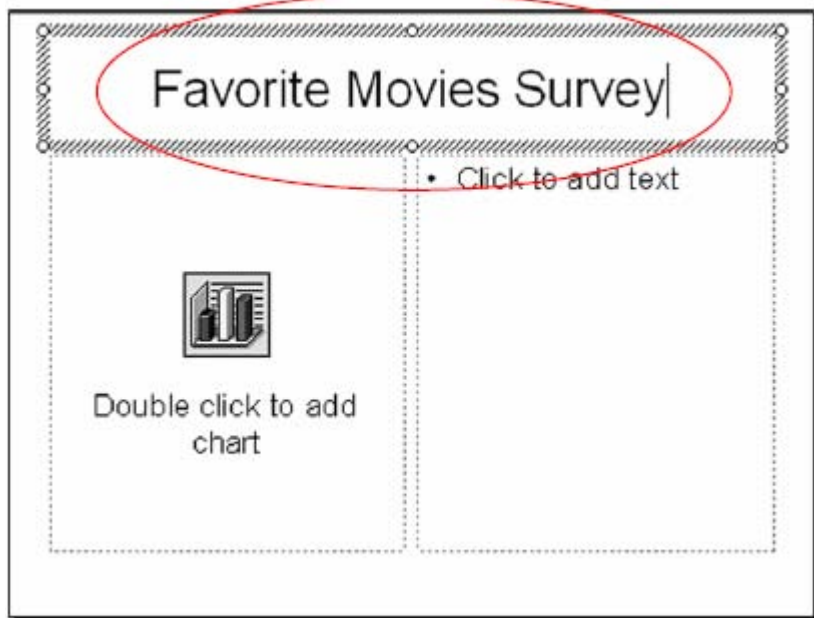 Favorite Movies Survey
• Click to add text
Double click to add
chart